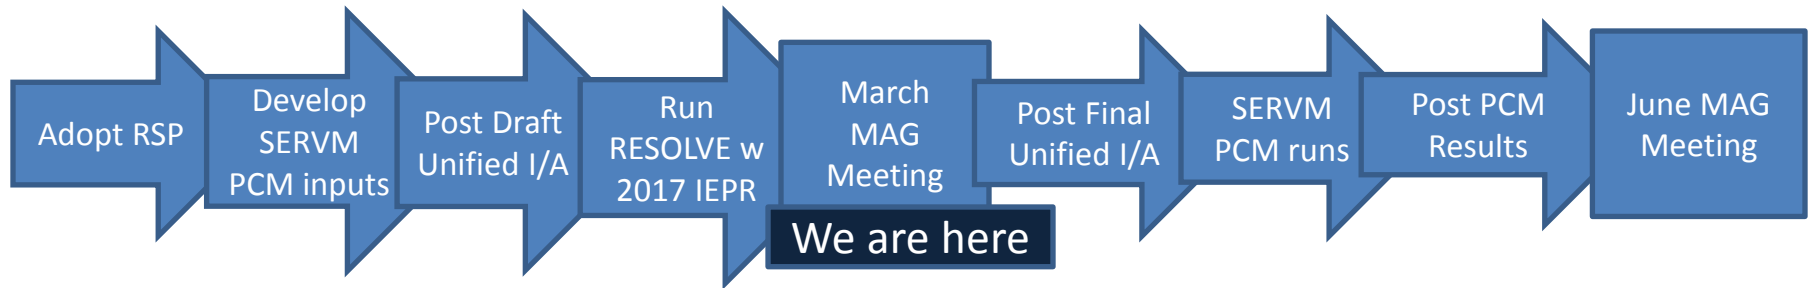 Adopt RSP
Develop
SERVM
PCM inputs
Post Draft
Unified I/A
Run
RESOLVE w
2017 IEPR
March
MAG
Meeting
We are here
Post Final
Unified I/A
SERVM
PCM runs
Post PCM
Results
June MAG
Meeting